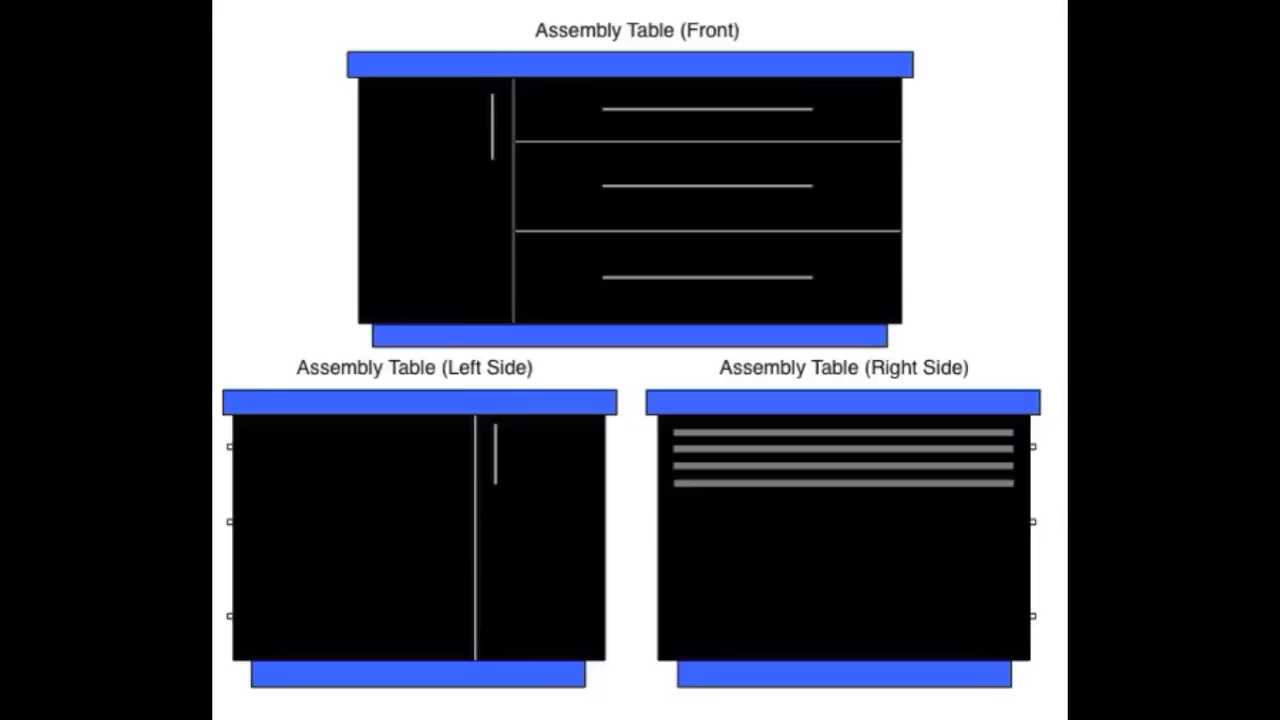 Assembly Table (Front)
Assembly Table (Left Side)
Assembly Table (Right Side)